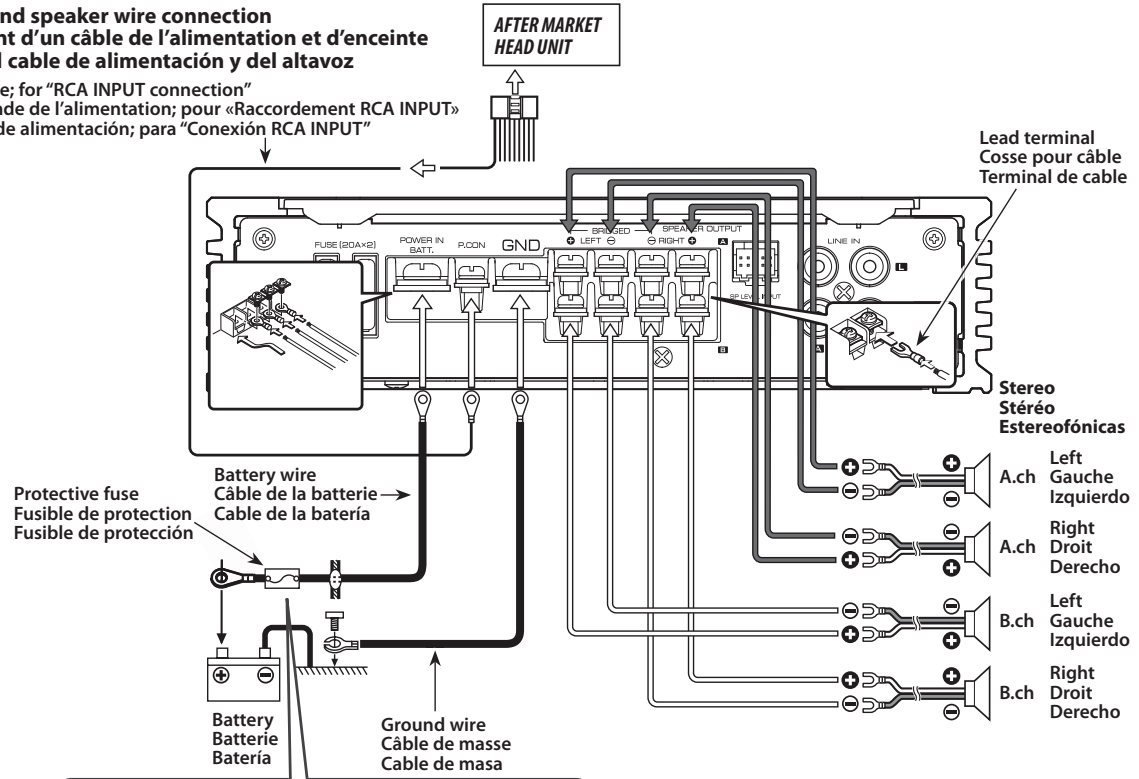 nd speaker wire connection
nt d’un câble de l’alimentation et d’enceinte
l cable de alimentación y del altavoz
e; for “RCA INPUT connection”
nde de l’alimentation; pour «Raccordement RCA INPUT»
de alimentación; para “Conexión RCA INPUT”
AFTER MARKET
HEAD UNIT
Lead terminal
Cosse pour câble
Terminal de cable
FUSE (20A×2)
POWER IN
BATT.
P.CON
GND
BRIDGED
SPEAKER OUTPUT
⊕ LEFT ⊖
⊖ RIGHT ⊕
A
SP LEVEL INPUT
B
LINE IN
L
A
Stereo
Stéréo
Estereofónicas
⊕ ⊕ A.ch Left
Gauche
⊖ ⊖ Izquierdo
⊖ ⊖ A.ch Right
Droit
⊕ ⊕ Derecho
⊖ ⊖ B.ch Left
Gauche
⊕ ⊕ Izquierdo
⊕ ⊕ B.ch Right
Droit
⊖ ⊖ Derecho
Battery wire
Câble de la batterie
Cable de la batería
Protective fuse
Fusible de protection
Fusible de protección
⊕ ⊖
Battery
Batterie
Batería
Ground wire
Câble de masse
Cable de masa